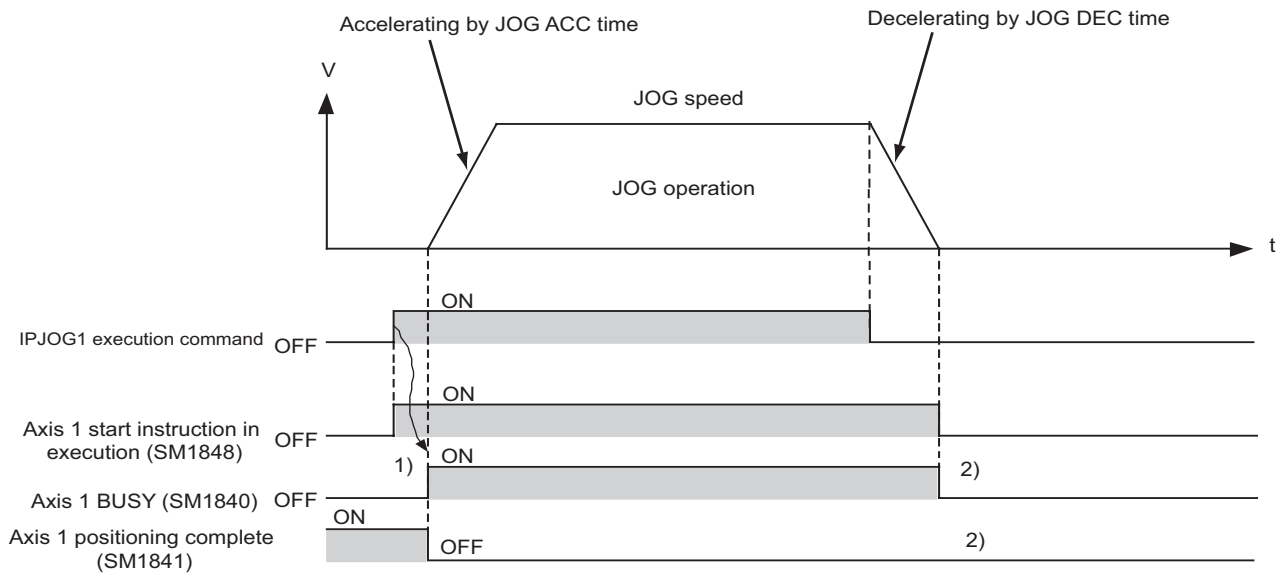 Accelerating by JOG ACC time
Decelerating by JOG DEC time
V
JOG speed
JOG operation
t
ON
IPJOG1 execution command OFF
ON
Axis 1 start instruction in
execution (SM1848)
OFF
1)
ON
2)
Axis 1 BUSY (SM1840) OFF
ON
Axis 1 positioning complete
(SM1841)
OFF
2)